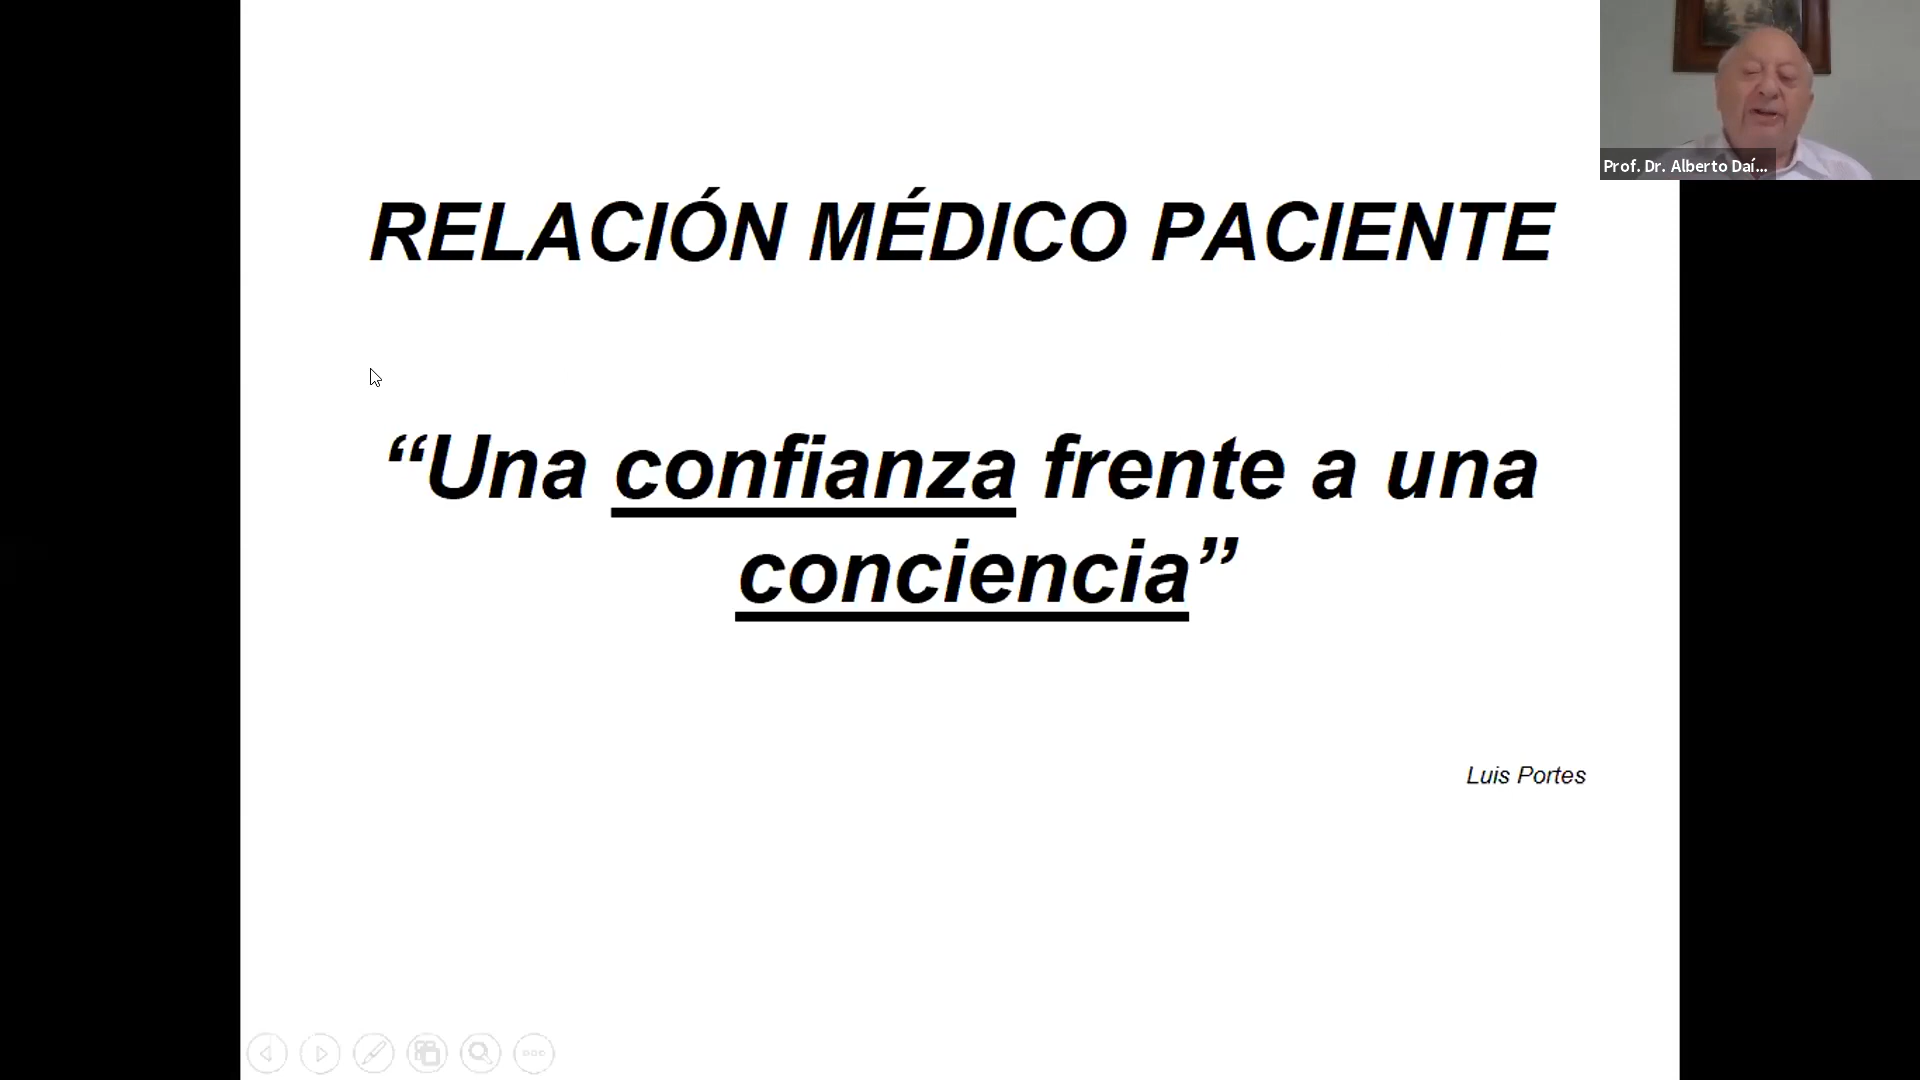 RELACIÓN MÉDICO PACIENTE
“Una confianza frente a una
conciencia”
Luis Portes
Prof. Dr. Alberto Daí...